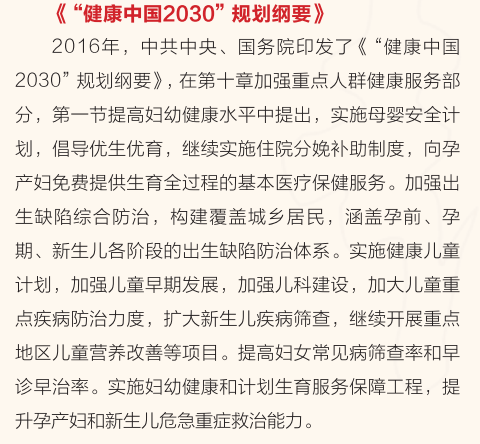 《 “健康中国2030” 规划纲要》
2016年，中共中央、国务院印发了《 “健康中国
2030” 规划纲要》，在第十章加强重点人群健康服务部
分，第一节提高妇幼健康水平中提出，实施母婴安全计
划，倡导优生优育，继续实施住院分娩补助制度，向孕
产妇免费提供生育全过程的基本医疗保健服务。加强出
生缺陷综合防治，构建覆盖城乡居民，涵盖孕前、孕
期、新生儿各阶段的出生缺陷防治体系。实施健康儿童
计划，加强儿童早期发展，加强儿科建设，加大儿童重
点疾病防治力度，扩大新生儿疾病筛查，继续开展重点
地区儿童营养改善等项目。提高妇女常见病筛查率和早
诊早治率。实施妇幼健康和计划生育服务保障工程，提
升孕产妇和新生儿危急重症救治能力。